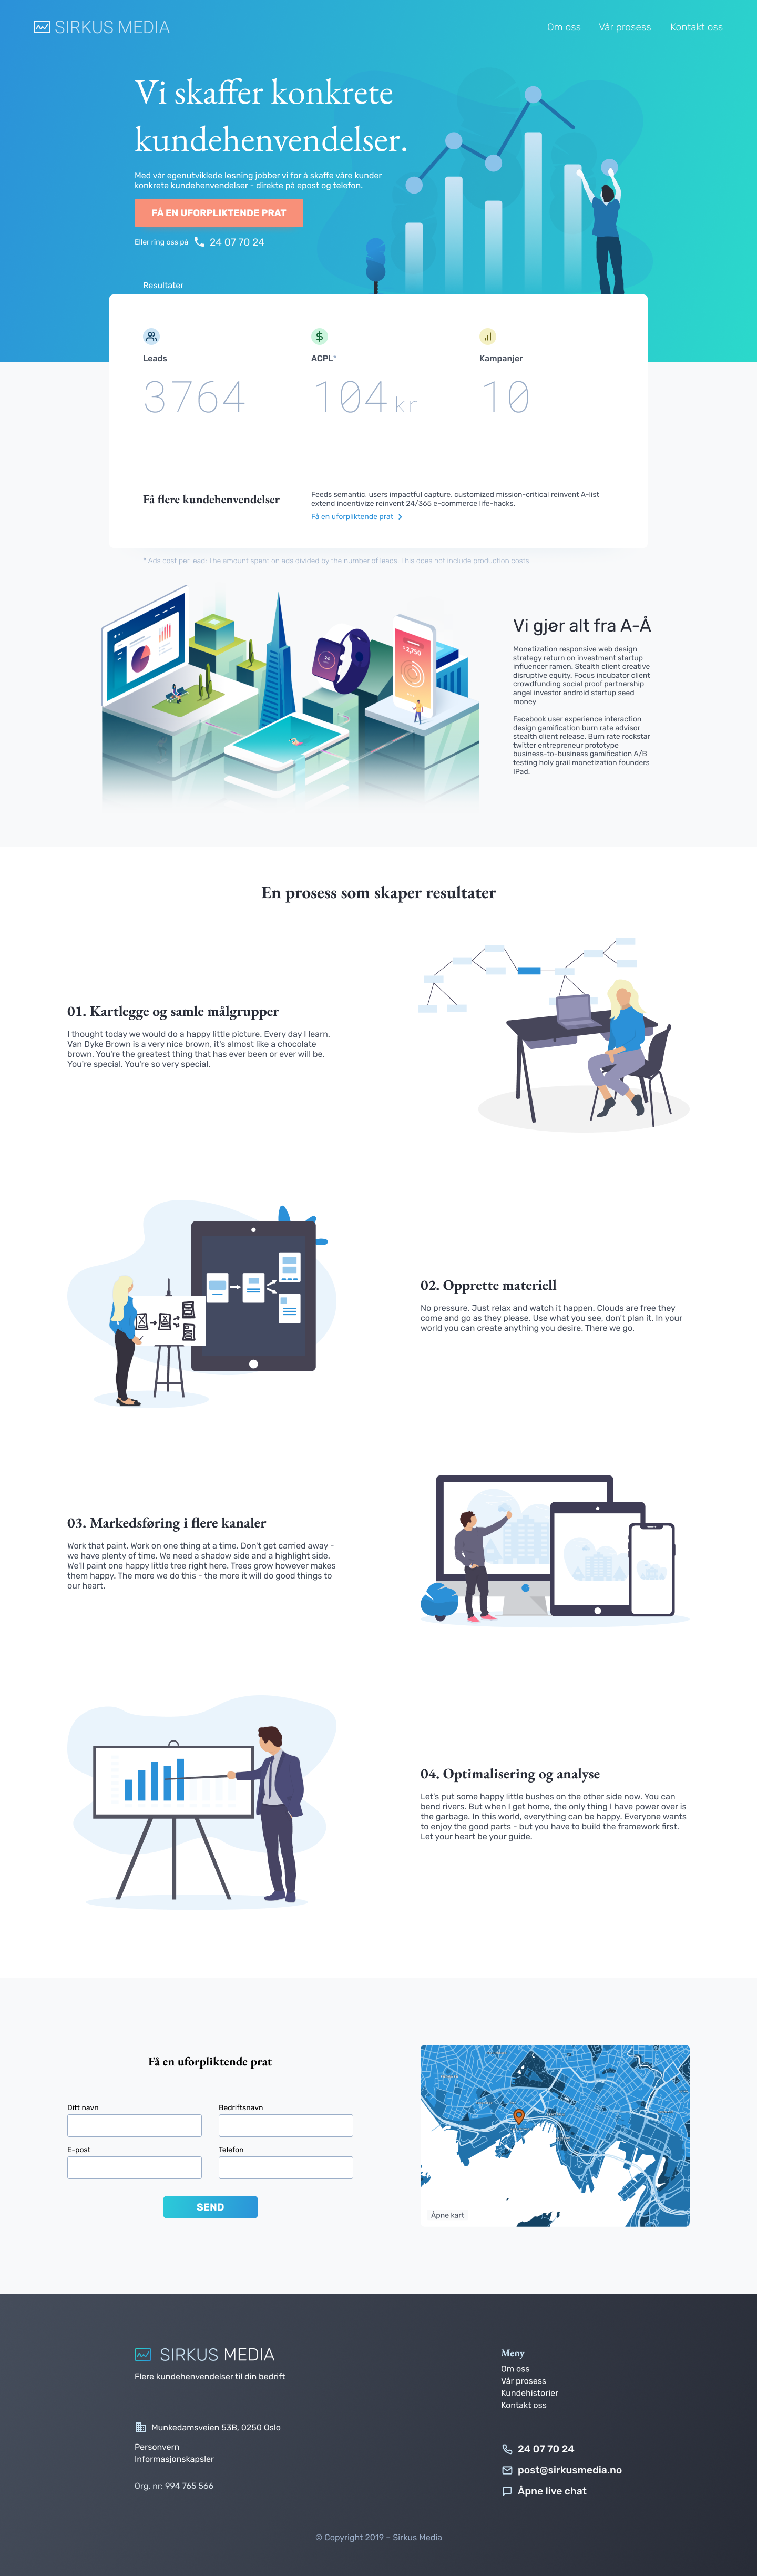 SIRKUS MEDIA
Om oss Vår prosess Kontakt oss
Vi skaffer konkrete
kundehenvendelser.
Med vår egenutviklede løsning jobber vi for å skaffe våre kunder
konkrete kundehenvendelser - direkte på epost og telefon.
FÅ EN UFORPLIKTENDE PRAT
Eller ring oss på 24 07 70 24
Resultater
Leads
3764
ACPL*
104 kr
Kampanjer
10
Få flere kundehenvendelser
Feeds semantic, users impactful capture, customized mission-critical reinvent A-list
extend incentivize reinvent 24/365 e-commerce life-hacks.
Få en uforpliktende prat
* Ads cost per lead: The amount spent on ads divided by the number of leads. This does not include production costs
Vi gjør alt fra A-Å
Monetization responsive web design
strategy return on investment startup
influencer ramen. Stealth client creative
disruptive equity. Focus incubator client
crowdfunding social proof partnership
angel investor android startup seed
money
Facebook user experience interaction
design gamification burn rate advisor
stealth client release. Burn rate rockstar
twitter entrepreneur prototype
business-to-business gamification A/B
testing holy grail monetization founders
IPad.
En prosess som skaper resultater
01. Kartlegge og samle målgrupper
I thought today we would do a happy little picture. Every day I learn.
Van Dyke Brown is a very nice brown, it's almost like a chocolate
brown. You're the greatest thing that has ever been or ever will be.
You're special. You're so very special.
02. Opprette materiell
No pressure. Just relax and watch it happen. Clouds are free they
come and go as they please. Use what you see, don't plan it. In your
world you can create anything you desire. There we go.
03. Markedsføring i flere kanaler
Work that paint. Work on one thing at a time. Don't get carried away -
we have plenty of time. We need a shadow side and a highlight side.
We'll paint one happy little tree right here. Trees grow however makes
them happy. The more we do this - the more it will do good things to
our heart.
04. Optimalisering og analyse
Let's put some happy little bushes on the other side now. You can
bend rivers. But when I get home, the only thing I have power over is
the garbage. In this world, everything can be happy. Everyone wants
to enjoy the good parts - but you have to build the framework first.
Let your heart be your guide.
Få en uforpliktende prat
Ditt navn Bedriftsnavn
E-post Telefon
SEND
Åpne kart
SIRKUS MEDIA
Flere kundehenvendelser til din bedrift
Munkedamsveien 53B, 0250 Oslo
Personvern
Informasjonskapsler
Org. nr: 994 765 566
Meny
Om oss
Vår prosess
Kundehistorier
Kontakt oss
24 07 70 24
post@sirkusmedia.no
Åpne live chat
© Copyright 2019 – Sirkus Media